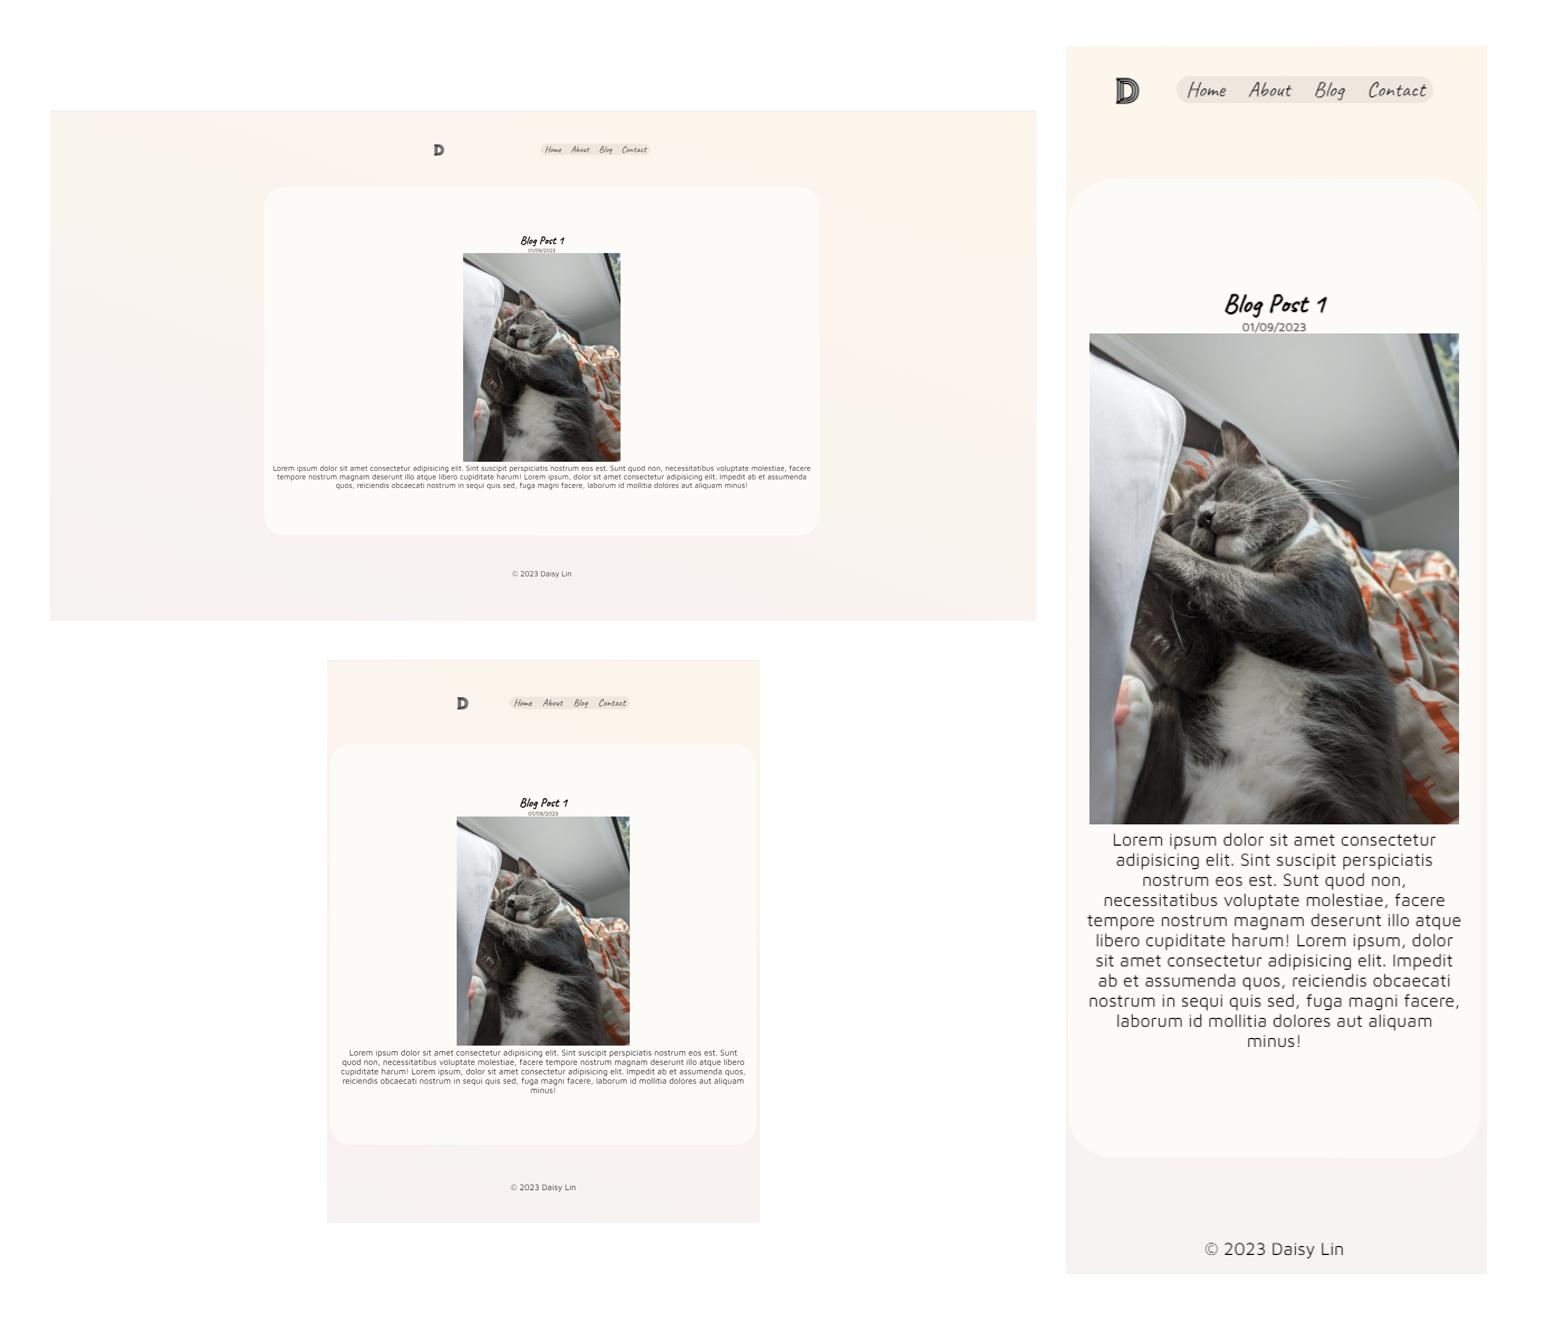 D
Home About Blog Contact
Blog Post 1
01/09/2023
Lorem ipsum dolor sit amet consectetur adipisicing elit. Sint suscipit perspiciatis nostrum eos est. Sunt quod non, necessitatibus voluptate molestiae, facere
tempore nostrum magnam deserunt illo atque libero cupiditate harum! Lorem ipsum, dolor sit amet consectetur adipisicing elit. Impedit ab et assumenda
quos, reiciendis obcaecati nostrum in sequi quis sed, fuga magni facere, laborum id mollitia dolores aut aliquam minus!
© 2023 Daisy Lin
D
Home About Blog Contact
Blog Post 1
01/09/2023
Lorem ipsum dolor sit amet consectetur adipisicing elit. Sint suscipit perspiciatis nostrum eos est. Sunt
quod non, necessitatibus voluptate molestiae, facere tempore nostrum magnam deserunt illo atque libero
cupiditate harum! Lorem ipsum, dolor sit amet consectetur adipisicing elit. Impedit ab et assumenda quos,
reiciendis obcaecati nostrum in sequi quis sed, fuga magni facere, laborum id mollitia dolores aut aliquam
minus!
© 2023 Daisy Lin
D
Home About Blog Contact
Blog Post 1
01/09/2023
Lorem ipsum dolor sit amet consectetur
adipisicing elit. Sint suscipit perspiciatis
nostrum eos est. Sunt quod non,
necessitatibus voluptate molestiae, facere
tempore nostrum magnam deserunt illo atque
libero cupiditate harum! Lorem ipsum, dolor
sit amet consectetur adipisicing elit. Impedit
ab et assumenda quos, reiciendis obcaecati
nostrum in sequi quis sed, fuga magni facere,
laborum id mollitia dolores aut aliquam
minus!
© 2023 Daisy Lin